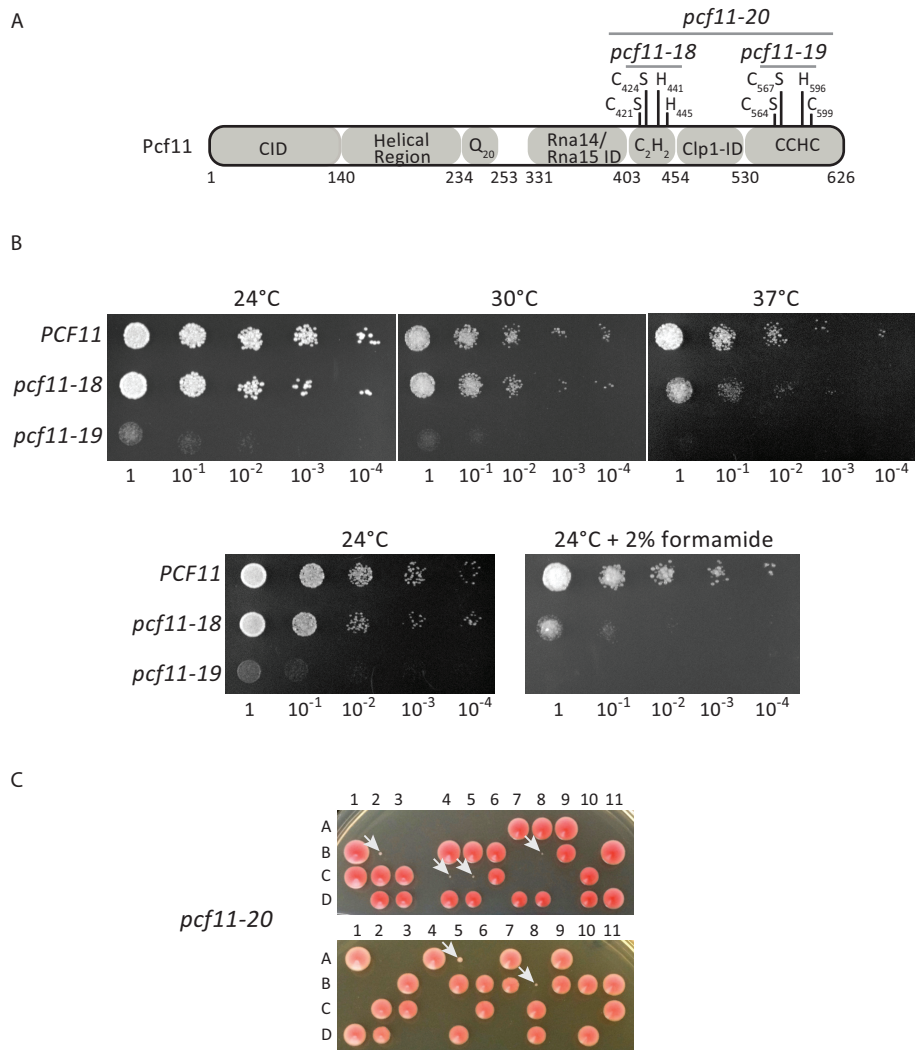 A
pcf11-20
pcf11-18 pcf11-19
C424S H441 C567S H596
C421S H445 C564S C599
Pcf11 CID Helical Region Q20 Rna14/Rna15 ID C2H2 Clp1-ID CCHC
1 140 234 253 331 403 454 530 626
B
24°C 30°C 37°C
PCF11
pcf11-18
pcf11-19
1 10-1 10-2 10-3 10-4 1 10-1 10-2 10-3 10-4 1 10-1 10-2 10-3 10-4
24°C 24°C + 2% formamide
PCF11
pcf11-18
pcf11-19
1 10-1 10-2 10-3 10-4 1 10-1 10-2 10-3 10-4
C
1 2 3 4 5 6 7 8 9 10 11
A
B
C
D
pcf11-20
1 2 3 4 5 6 7 8 9 10 11
A
B
C
D